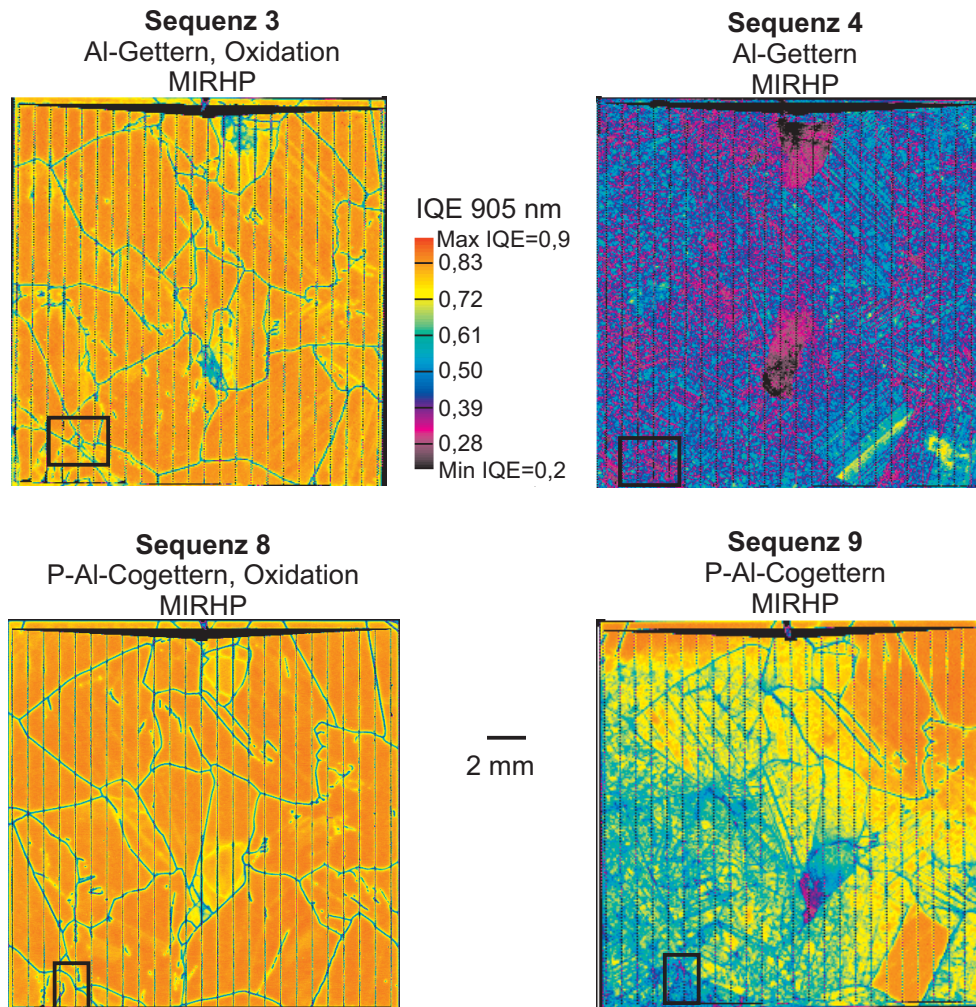 Sequenz 3
Al-Gettern, Oxidation
MIRHP
Sequenz 4
Al-Gettern
MIRHP
IQE 905 nm
Max IQE=0,9
0,83
0,72
0,61
0,50
0,39
0,28
Min IQE=0,2
Sequenz 8
P-Al-Cogettern, Oxidation
MIRHP
Sequenz 9
P-Al-Cogettern
MIRHP
2 mm